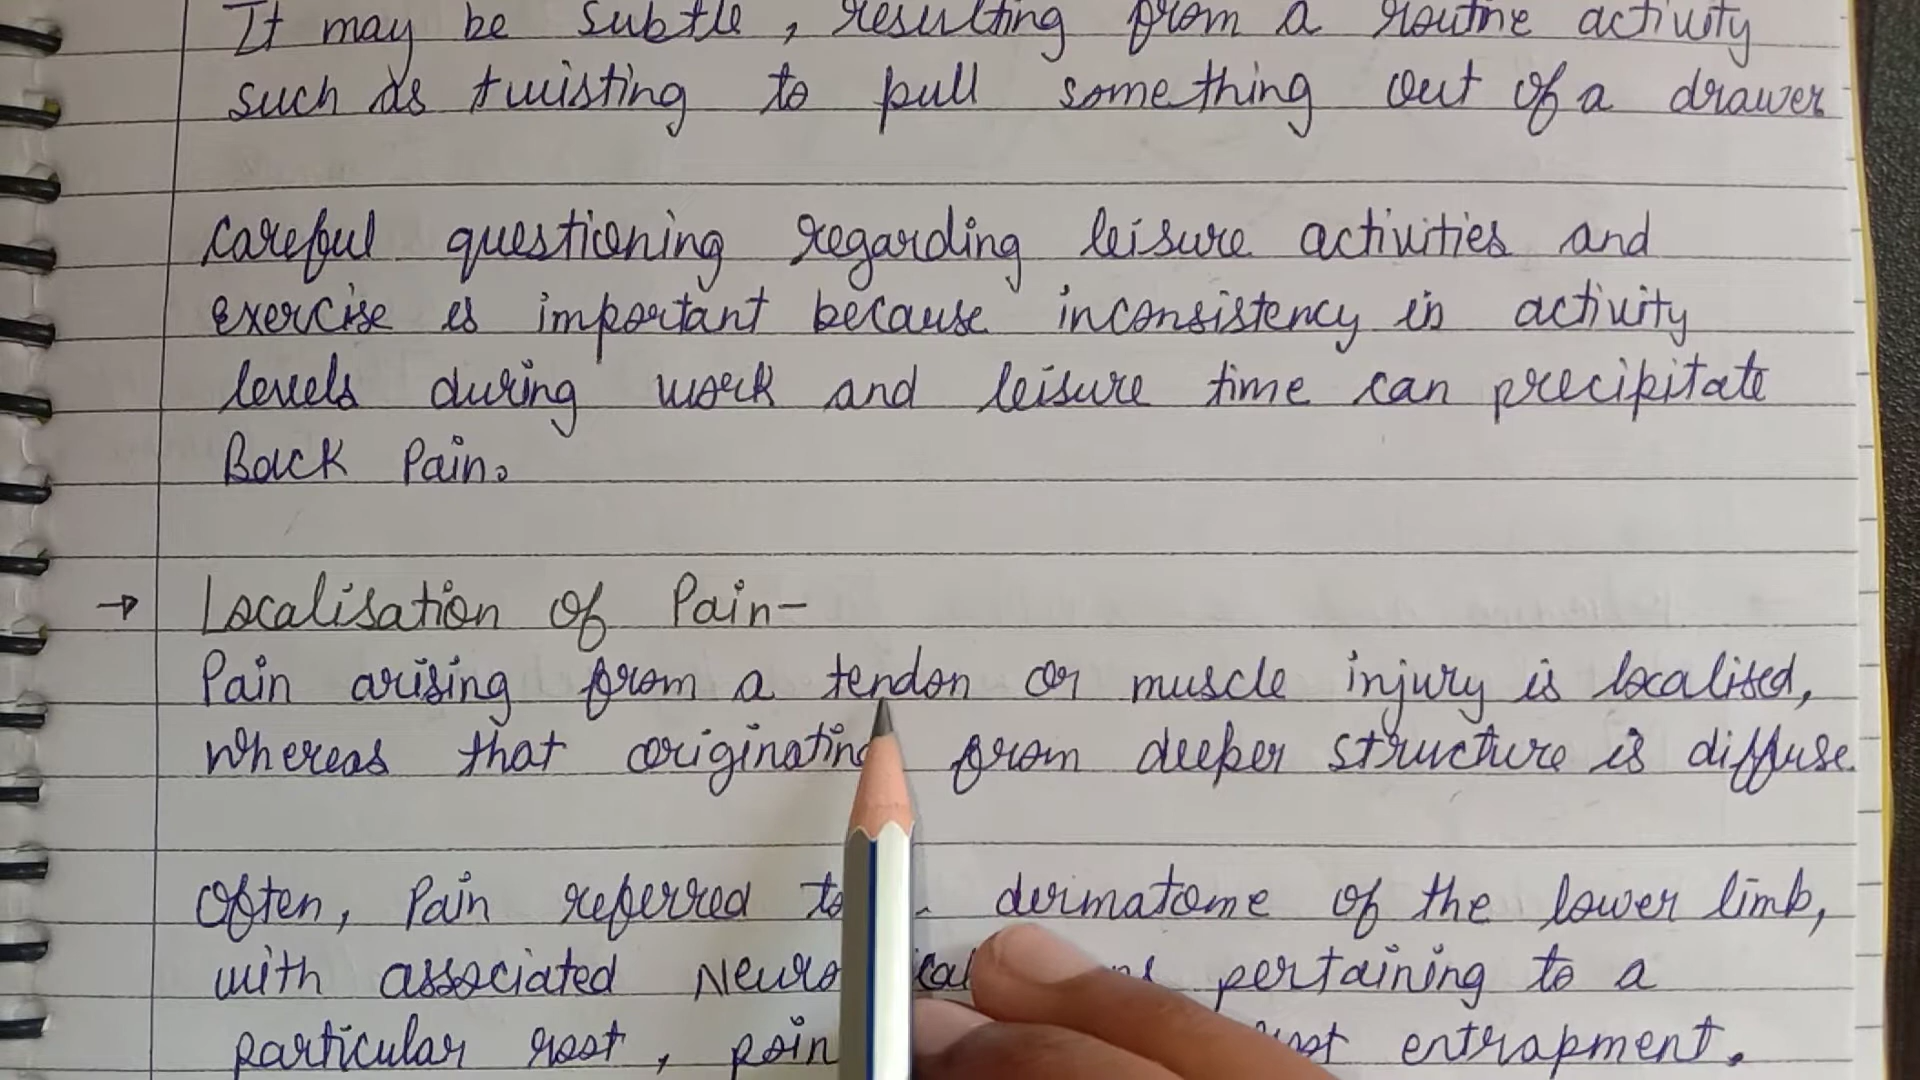 It may be subtle, resulting from a routine activity
such as twisting to pull something out of a drawer
careful questioning regarding leisure activities and
exercise is important because inconsistency in activity
levels during work and leisure time can precipitate
Back Pain.
→ Localisation of Pain-
Pain arising from a tendon or muscle injury is localised,
whereas that originating from deeper structure is diffuse
Often, Pain referred to dermatome of the lower limb,
with associated pertaining to a
particular root, entrapment.